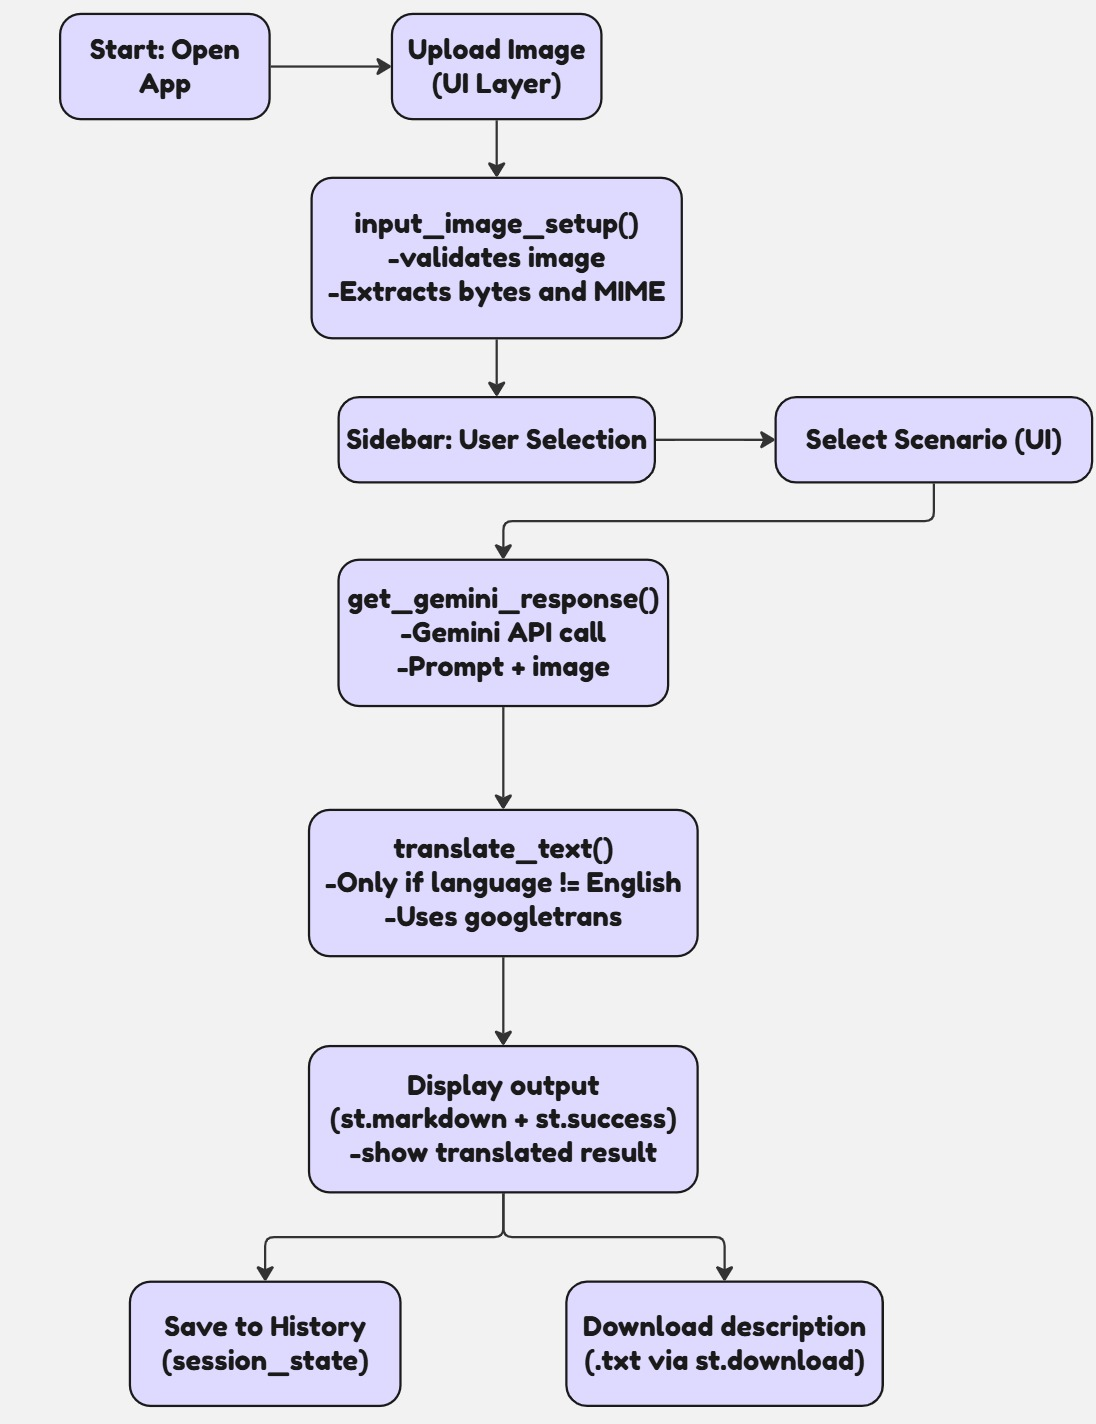 Start: Open
App
Upload Image
(UI Layer)
input_image_setup()
-validates image
-Extracts bytes and MIME
Sidebar: User Selection
Select Scenario (UI)
get_gemini_response()
-Gemini API call
-Prompt + image
translate_text()
-Only if language != English
-Uses googletrans
Display output
(st.markdown + st.success)
-show translated result
Save to History
(session_state)
Download description
(.txt via st.download)